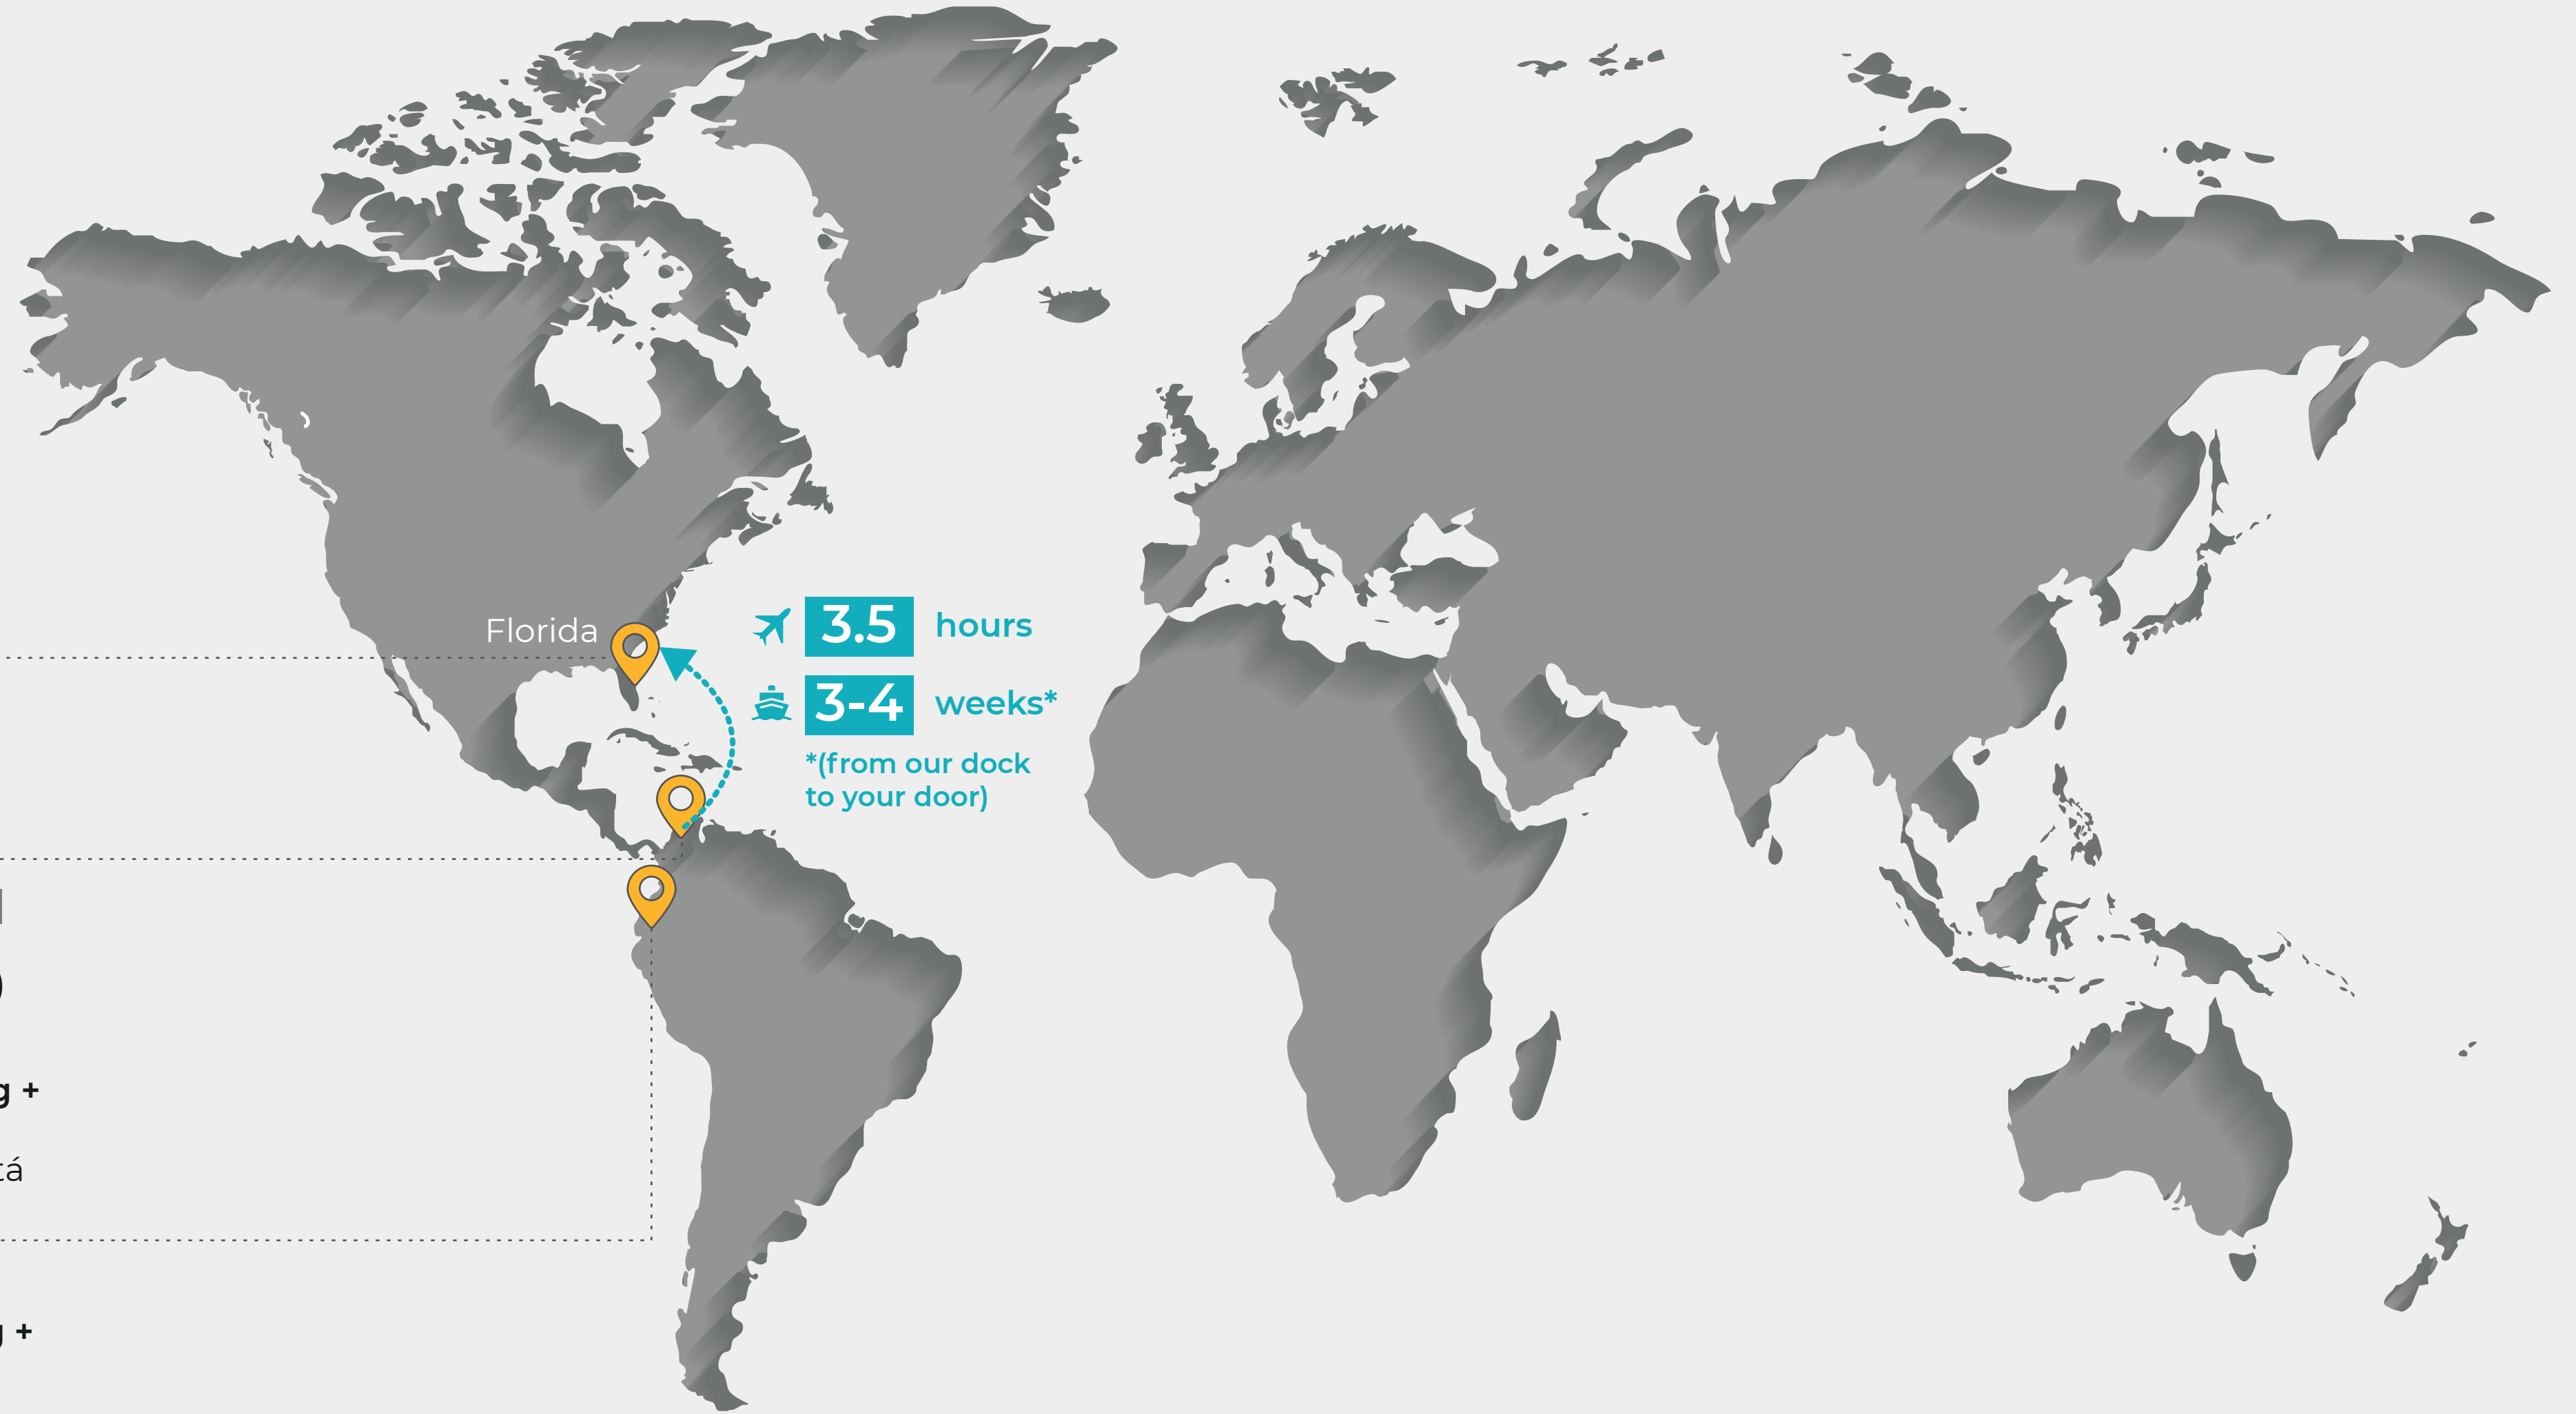 Florida
3.5 hours
3-4 weeks*
*(from our dock
to your door)
+
+